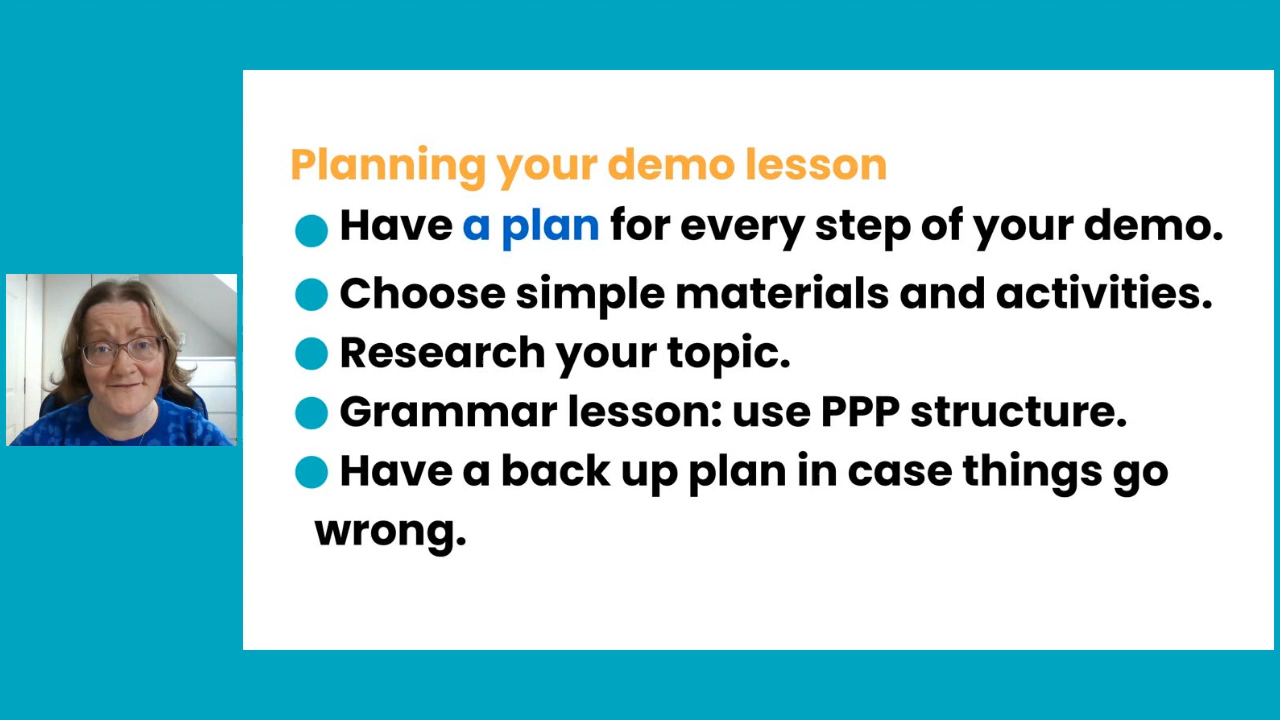 Planning your demo lesson
Have a plan for every step of your demo.
Choose simple materials and activities.
Research your topic.
Grammar lesson: use PPP structure.
Have a back up plan in case things go
wrong.